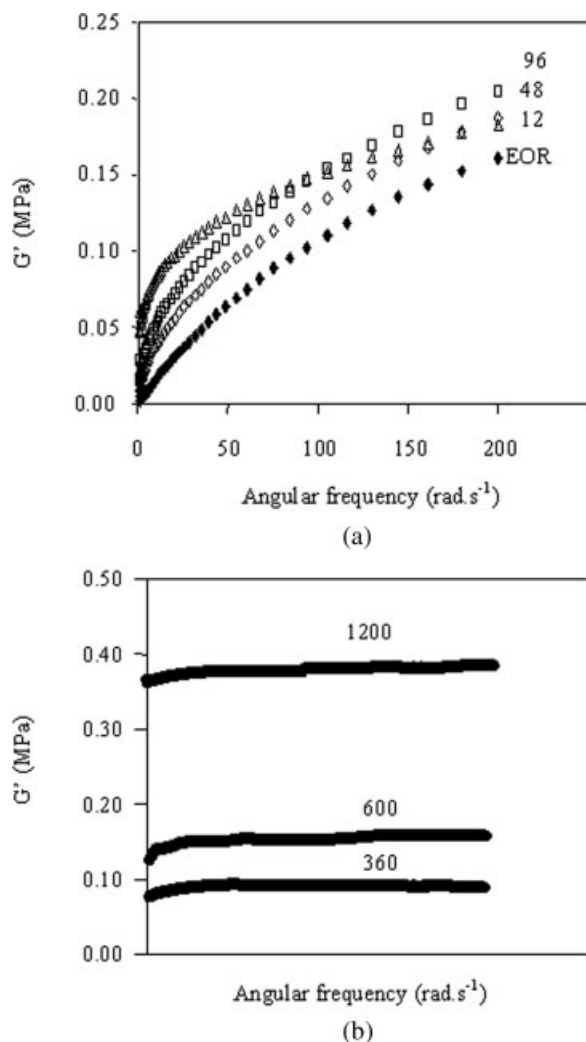 0.25
96
□ 48
0.20
◇ 12
△
G' (MPa)
0.15
◆ EOR
0.10
0.05
0.00
0 50 100 150 200
Angular frequency (rad.s⁻¹)
(a)
0.50
1200
0.40
G' (MPa)
0.30
0.20
600
360
0.10
0.00
Angular frequency (rad.s⁻¹)
(b)